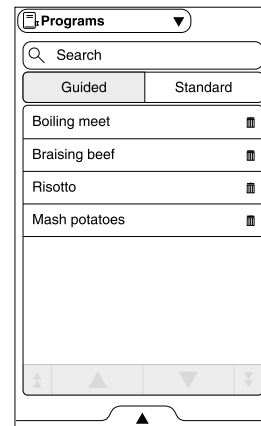 Programs
Search
Guided Standard
Boiling meet
Braising beef
Risotto
Mash potatoes